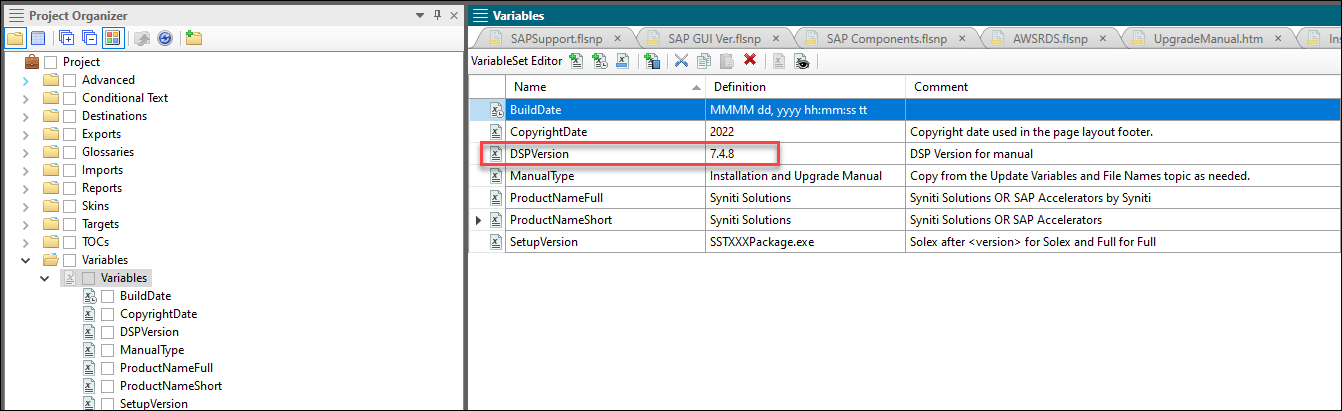 Project Organizer
Project
Advanced
Conditional Text
Destinations
Exports
Glossaries
Imports
Reports
Skins
Targets
TOCs
Variables
Variables
BuildDate
CopyrightDate
DSPVersion
ManualType
ProductNameFull
ProductNameShort
SetupVersion
Variables
SAPSupport.flsnp SAP GUI Ver.flsnp SAP Components.flsnp AWSRDS.flsnp UpgradeManual.htm Ins
VariableSet Editor
Name Definition Comment
BuildDate MMMM dd, yyyy hh:mm:ss tt
CopyrightDate 2022 Copyright date used in the page layout footer.
DSPVersion 7.4.8 DSP Version for manual
ManualType Installation and Upgrade Manual Copy from the Update Variables and File Names topic as needed.
ProductNameFull Syniti Solutions Syniti Solutions OR SAP Accelerators by Syniti
ProductNameShort Syniti Solutions Syniti Solutions OR SAP Accelerators
SetupVersion SSTXXXPackage.exe Solex after <version> for Solex and Full for Full